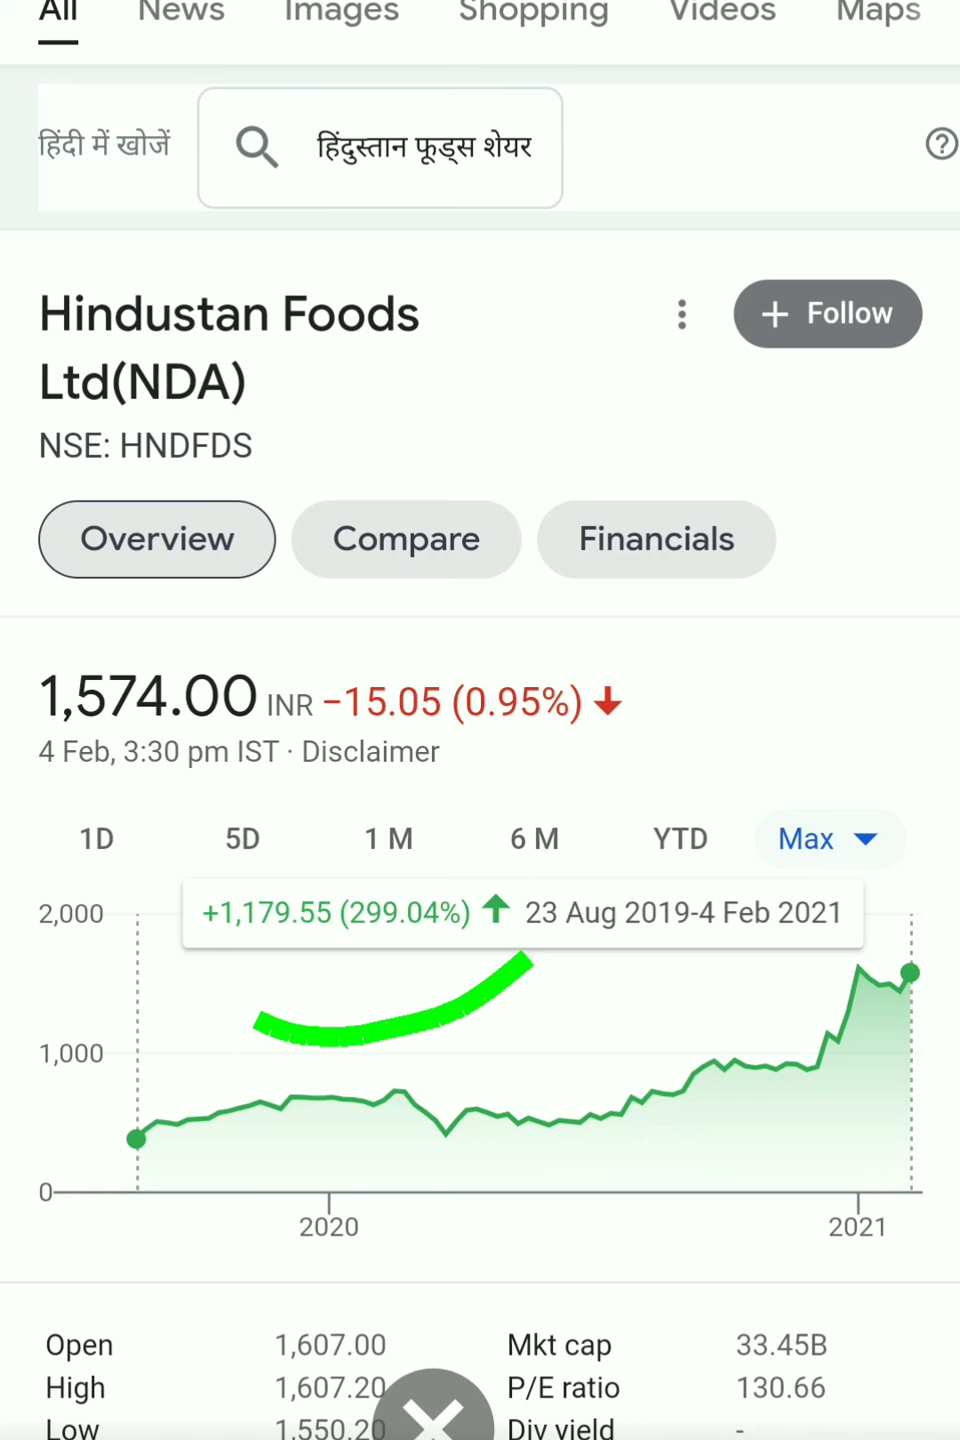 All News Images Shopping Videos Maps
हिंदी में खोजें हिंदुस्तान फूड्स शेयर
Hindustan Foods
Ltd(NDA)
+ Follow
NSE: HNDFDS
Overview Compare Financials
1,574.00 INR −15.05 (0.95%)
4 Feb, 3:30 pm IST · Disclaimer
1D 5D 1 M 6 M YTD Max
+1,179.55 (299.04%) 23 Aug 2019-4 Feb 2021
2,000
1,000
0
2020 2021
Open 1,607.00 Mkt cap 33.45B
High 1,607.20 P/E ratio 130.66
Low 1,550.20 Div yield -